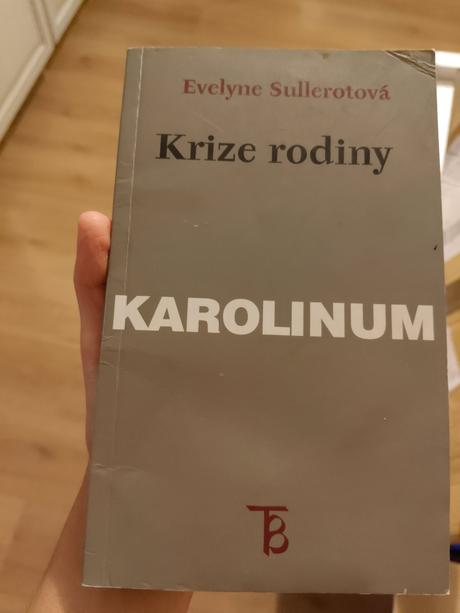 Evelyne Sullerotová
Krize rodiny
KAROLINUM